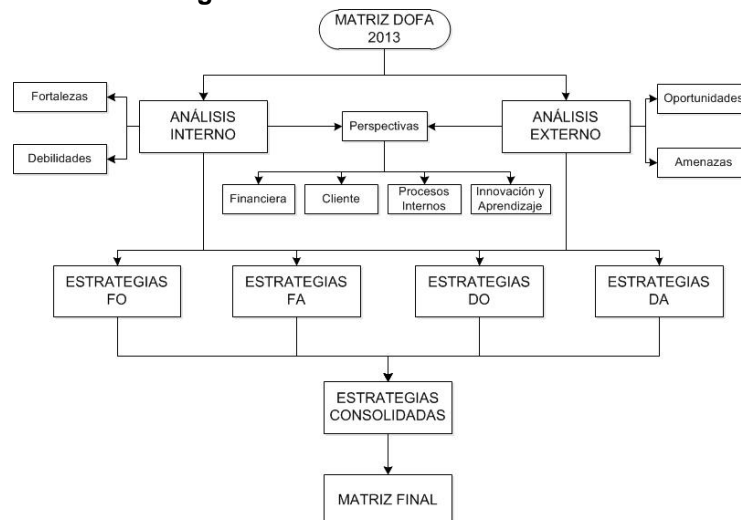 MATRIZ DOFA
2013
Fortalezas
Debilidades
ANÁLISIS
INTERNO
Perspectivas
ANÁLISIS
EXTERNO
Oportunidades
Amenazas
Financiera
Cliente
Procesos
Internos
Innovación y
Aprendizaje
ESTRATEGIAS
FO
ESTRATEGIAS
FA
ESTRATEGIAS
DO
ESTRATEGIAS
DA
ESTRATEGIAS
CONSOLIDADAS
MATRIZ FINAL